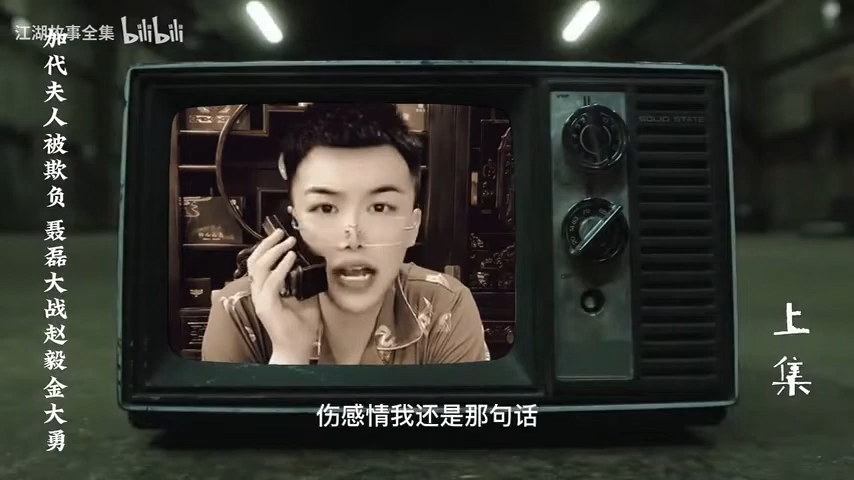 江湖故事全集 bilibili
加代夫人被欺负 聂磊大战赵毅金大勇
SOLID STATE
上集
伤感情我还是那句话